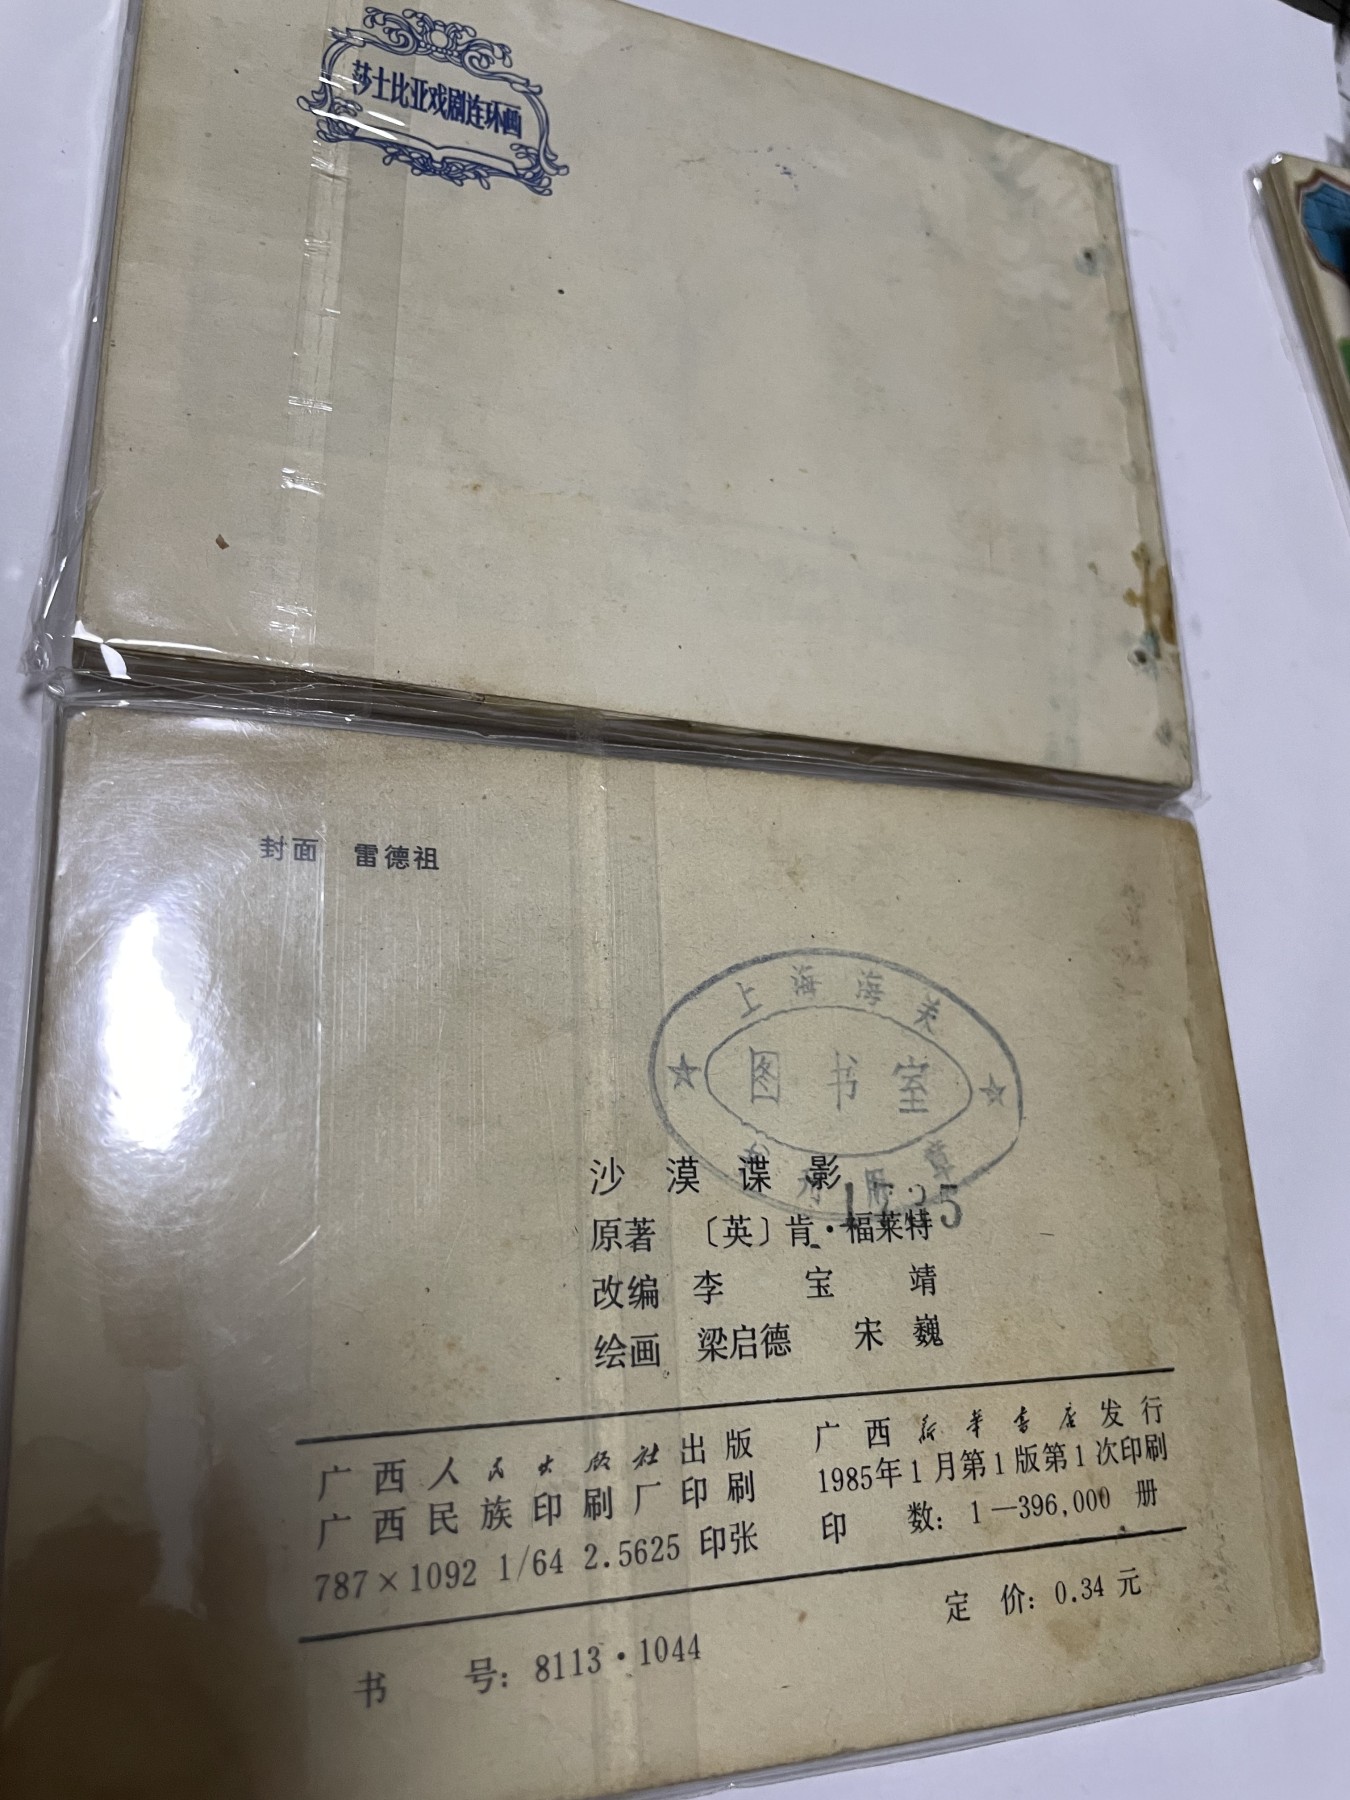 莎士比亚戏剧连环画
封面 雷德祖
上海海关
图书室
章
沙漠谍影
原著 〔英〕肯·福莱特
改编 李宝靖
绘画 梁启德 宋巍
广西人民出版社出版 广西新华书店发行
广西民族印刷厂印刷 1985年1月第1版第1次印刷
787×1092 1/64 2.5625 印张 印数: 1—396,000 册
书号: 8113·1044 定价: 0.34 元